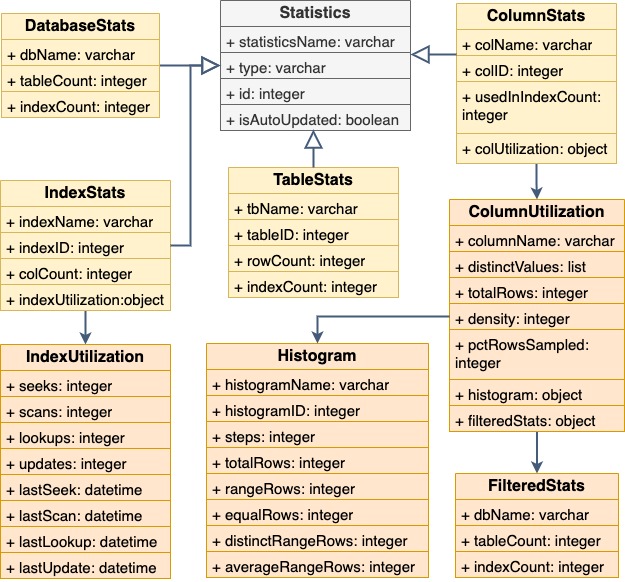 DatabaseStats
+ dbName: varchar
+ tableCount: integer
+ indexCount: integer
Statistics
+ statisticsName: varchar
+ type: varchar
+ id: integer
+ isAutoUpdated: boolean
ColumnStats
+ colName: varchar
+ colID: integer
+ usedInIndexCount:
integer
+ colUtilization: object
IndexStats
+ indexName: varchar
+ indexID: integer
+ colCount: integer
+ indexUtilization:object
TableStats
+ tbName: varchar
+ tableID: integer
+ rowCount: integer
+ indexCount: integer
ColumnUtilization
+ columnName: varchar
+ distinctValues: list
+ totalRows: integer
+ density: integer
+ pctRowsSampled:
integer
+ histogram: object
+ filteredStats: object
IndexUtilization
+ seeks: integer
+ scans: integer
+ lookups: integer
+ updates: integer
+ lastSeek: datetime
+ lastScan: datetime
+ lastLookup: datetime
+ lastUpdate: datetime
Histogram
+ histogramName: varchar
+ histogramID: integer
+ steps: integer
+ totalRows: integer
+ rangeRows: integer
+ equalRows: integer
+ distinctRangeRows: integer
+ averageRangeRows: integer
FilteredStats
+ dbName: varchar
+ tableCount: integer
+ indexCount: integer